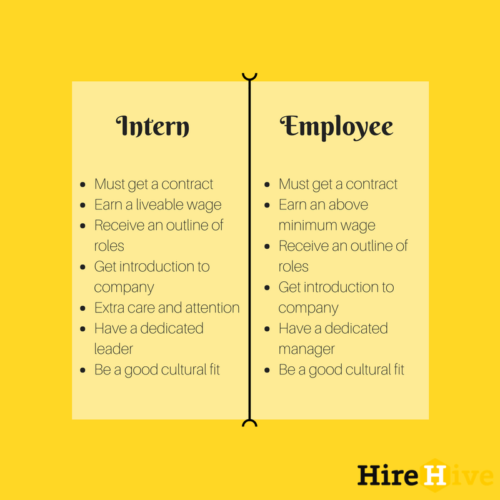 Intern
• Must get a contract
• Earn a liveable wage
• Receive an outline of
roles
• Get introduction to
company
• Extra care and attention
• Have a dedicated
leader
• Be a good cultural fit
Employee
• Must get a contract
• Earn an above
minimum wage
• Receive an outline of
roles
• Get introduction to
company
• Have a dedicated
manager
• Be a good cultural fit
Hire Hive